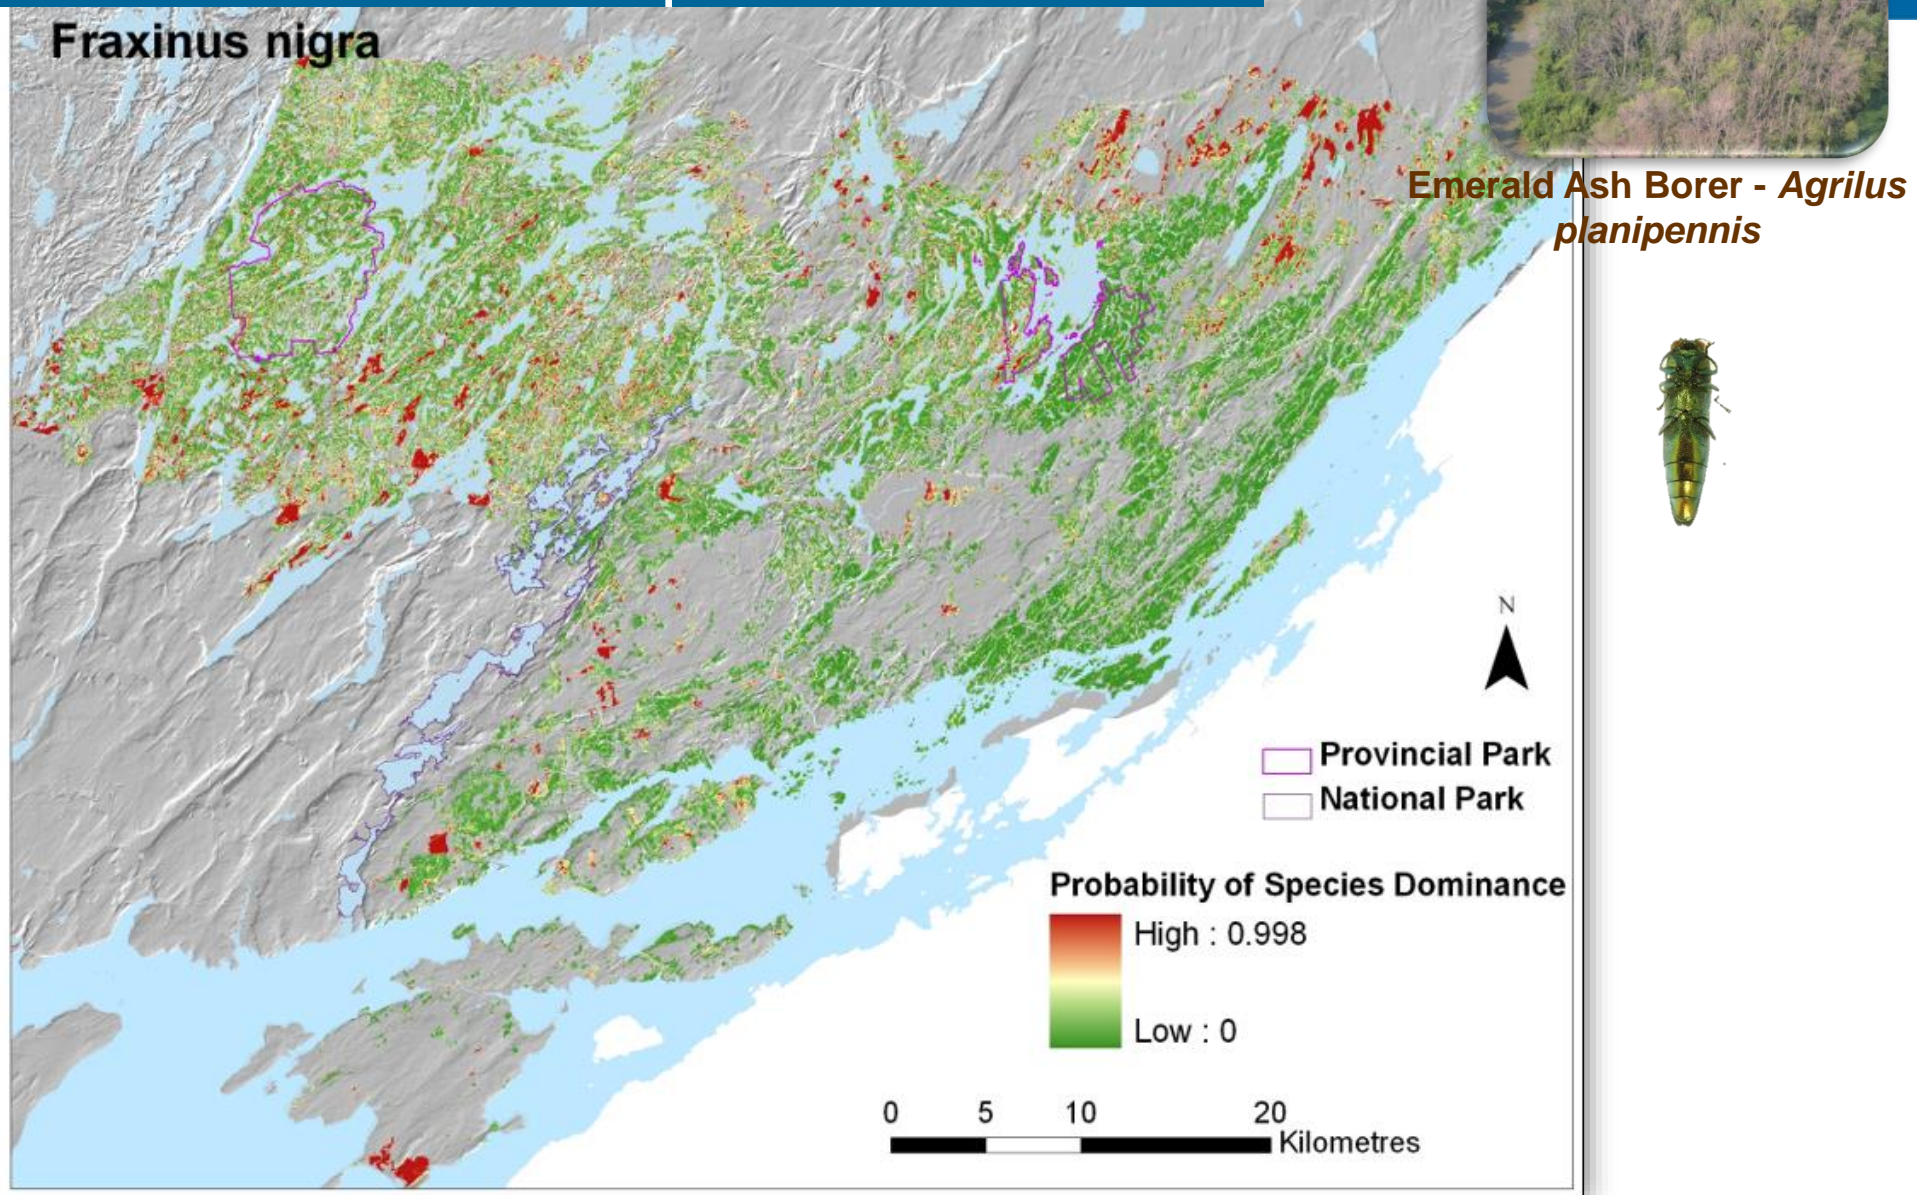 Fraxinus nigra
Emerald Ash Borer - Agrilus
planipennis
N
Provincial Park
National Park
Probability of Species Dominance
High : 0.998
Low : 0
0 5 10 20
Kilometres